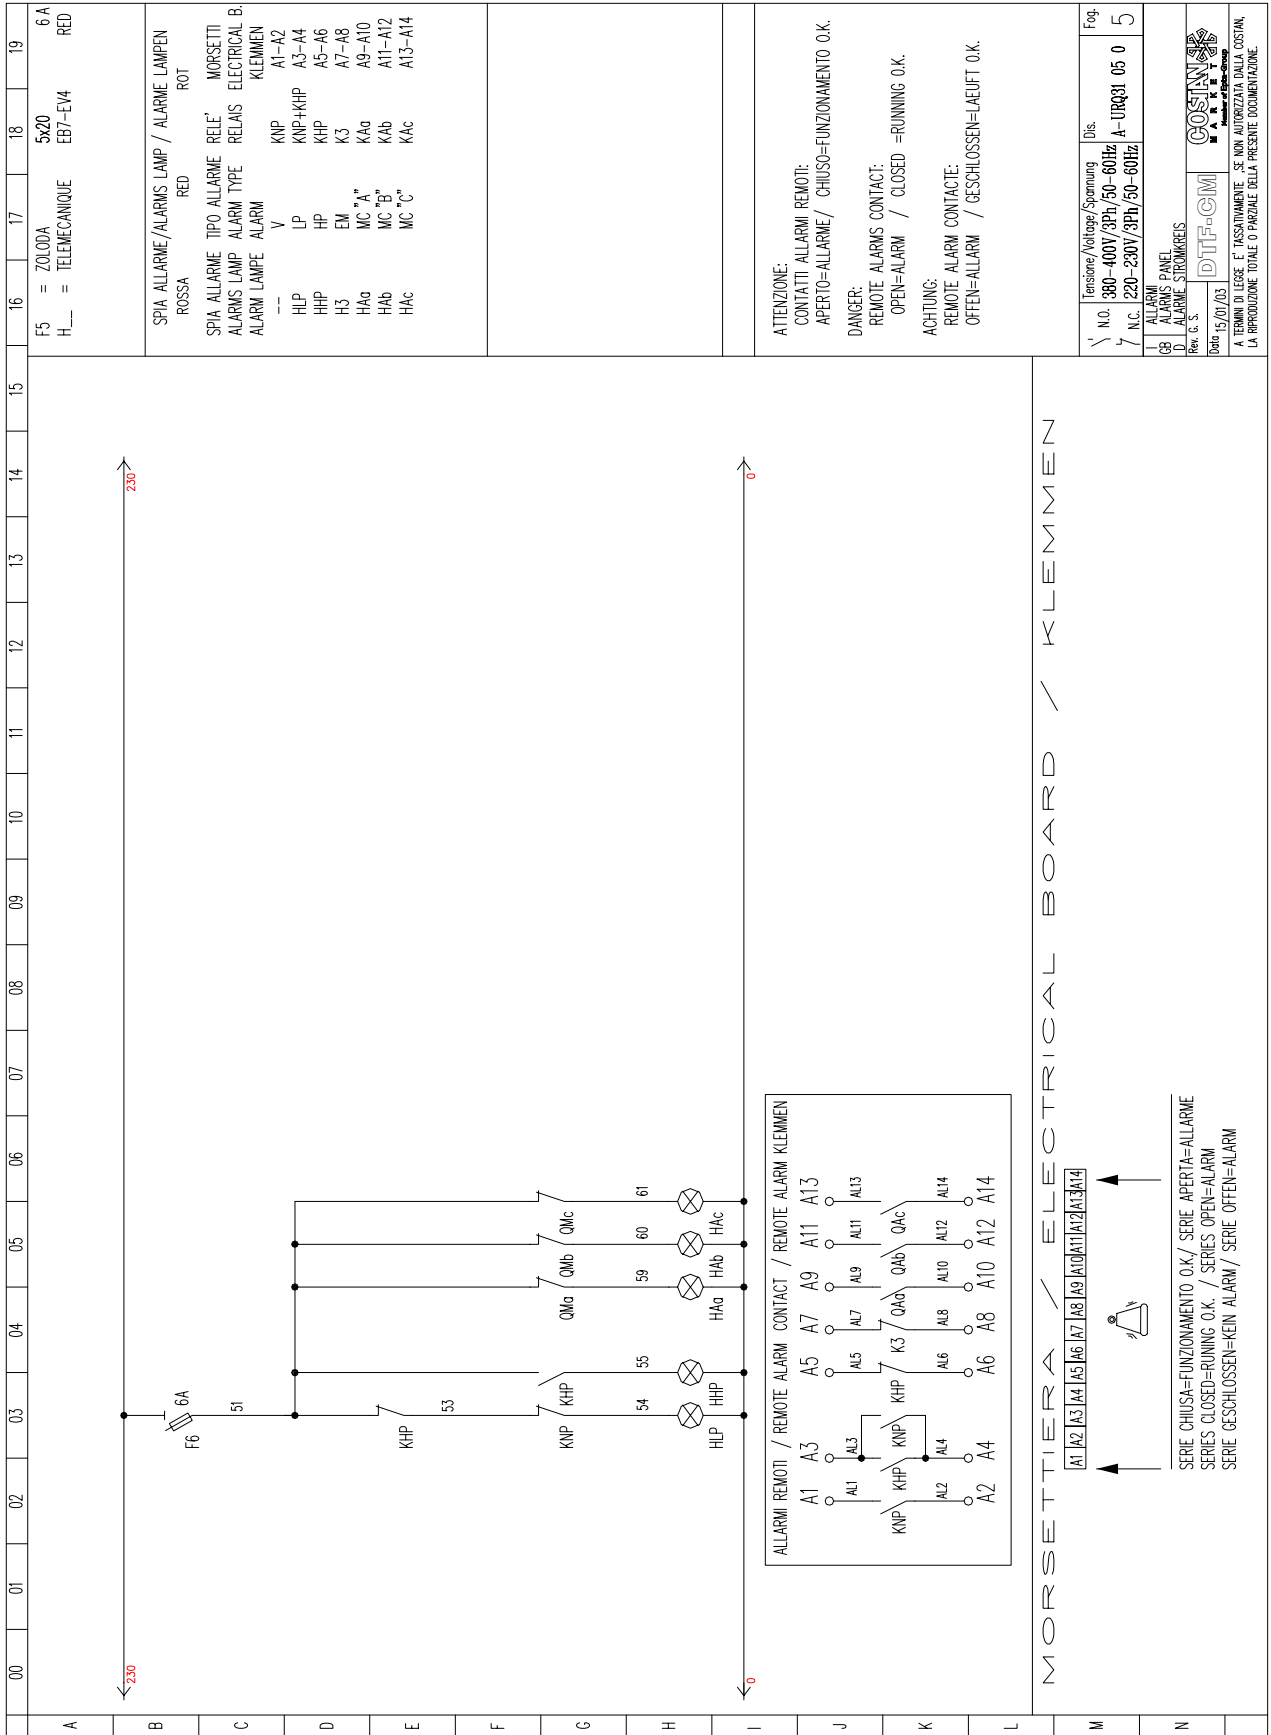 00 01 02 03 04 05 06 07 08 09 10 11 12 13 14 15 16 17 18 19
A
B
C
D
E
F
G
H
I
J
K
L
M
N
230
230
F6
6A
51
KHP
53
KNP
KHP
QMa
QMb
QMc
54
55
59
60
61
HLP
HHP
HAa
HAb
HAc
0
0
ALLARMI REMOTI / REMOTE ALARM CONTACT / REMOTE ALARM KLEMMEN
A1 A3 A5 A7 A9 A11 A13
AL1 AL3 AL5 AL7 AL9 AL11 AL13
KNP KHP KNP KHP K3 QAa QAb QAc
AL2 AL4 AL6 AL8 AL10 AL12 AL14
A2 A4 A6 A8 A10 A12 A14
MORSETTIERA / ELECTRICAL BOARD / KLEMMEN
A1 A2 A3 A4 A5 A6 A7 A8 A9 A10 A11 A12 A13 A14
SERIE CHIUSA=FUNZIONAMENTO O.K./ SERIE APERTA=ALLARME
SERIES CLOSED=RUNING O.K. / SERIES OPEN=ALARM
SERIE GESCHLOSSEN=KEIN ALARM/ SERIE OFFEN=ALARM
F5 = ZOLODA 5x20 6 A
H__ = TELEMECANIQUE EB7-EV4 RED
SPIA ALLARME/ALARMS LAMP / ALARME LAMPEN
ROSSA RED ROT
SPIA ALLARME TIPO ALLARME RELE' MORSETTI
ALARMS LAMP ALARM TYPE RELAIS ELECTRICAL B.
ALARM LAMPE ALARM KLEMMEN
--- V KNP A1-A2
HLP LP KNP+KHP A3-A4
HHP HP KHP A5-A6
H3 EM K3 A7-A8
HAa MC "A" KAa A9-A10
HAb MC "B" KAb A11-A12
HAc MC "C" KAc A13-A14
ATTENZIONE:
CONTATTI ALLARMI REMOTI:
APERTO=ALLARME/ CHIUSO=FUNZIONAMENTO O.K.
DANGER:
REMOTE ALARMS CONTACT:
OPEN=ALARM / CLOSED =RUNNING O.K.
ACHTUNG:
REMOTE ALARM CONTACTE:
OFFEN=ALLARM / GESCHLOSSEN=LAEUFT O.K.
N.O.
N.C.
Tensione/Voltage/Spannung
380-400V/3Ph/50-60Hz
220-230V/3Ph/50-60Hz
Dis.
A-URQ31 05 0
Fog.
5
I ALLARMI
GB ALARMS PANEL
D ALARME STROMKREIS
Rev. G. S.
Data 15/01/03
DTF-CM
COSTAN
MARKET
Member of Epta-Group
A TERMINI DI LEGGE E' TASSATIVAMENTE ,SE NON AUTORIZZATA DALLA COSTAN,
LA RIPRODUZIONE TOTALE O PARZIALE DELLA PRESENTE DOCUMENTAZIONE.